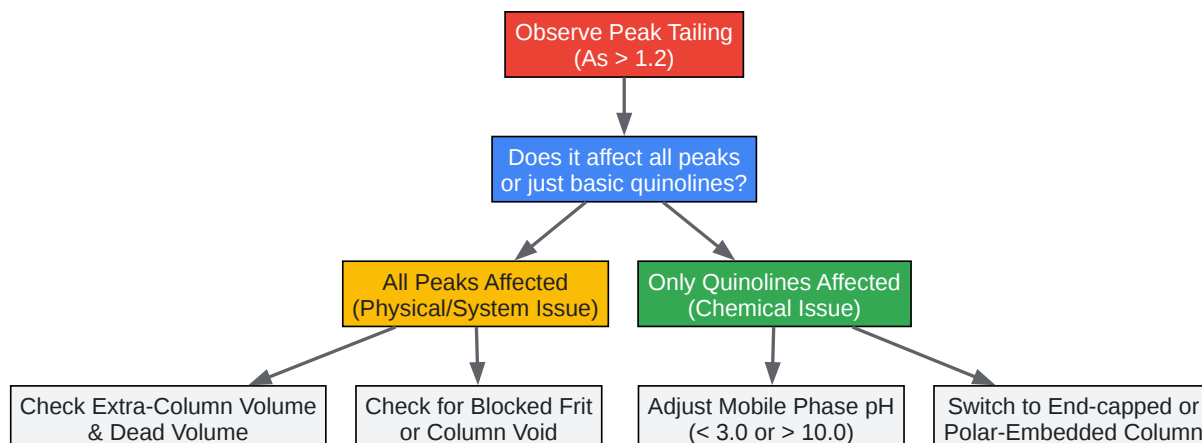 Observe Peak Tailing
(As > 1.2)
Does it affect all peaks
or just basic quinolines?
All Peaks Affected
(Physical/System Issue)
Only Quinolines Affected
(Chemical Issue)
Check Extra-Column Volume
& Dead Volume
Check for Blocked Frit
or Column Void
Adjust Mobile Phase pH
(< 3.0 or > 10.0)
Switch to End-capped or
Polar-Embedded Column